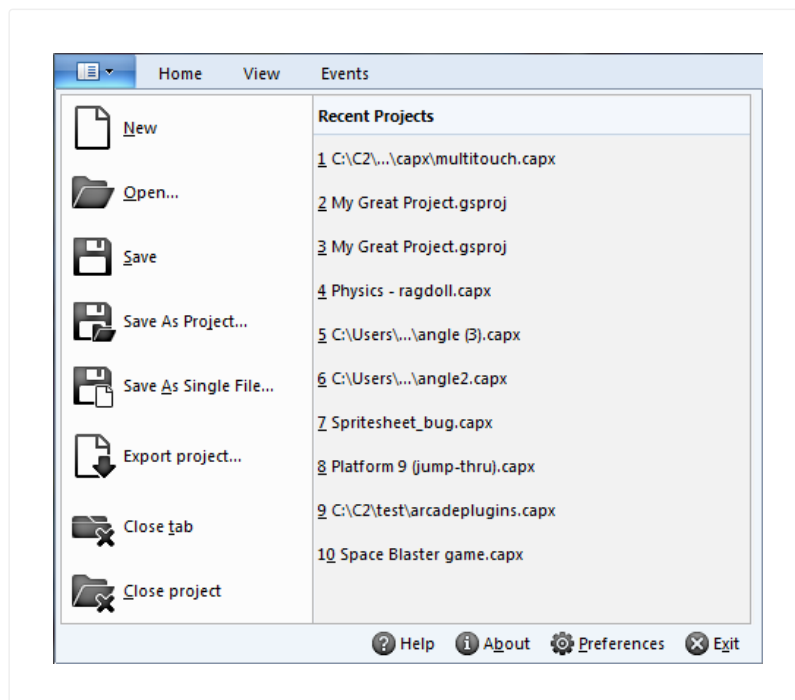 Home View Events
New
Open...
Save
Save As Project...
Save As Single File...
Export project...
Close tab
Close project
Recent Projects
1 C:\C2\...\capx\multitouch.capx
2 My Great Project.gsproj
3 My Great Project.gsproj
4 Physics - ragdoll.capx
5 C:\Users\...\angle (3).capx
6 C:\Users\...\angle2.capx
7 Spritesheet_bug.capx
8 Platform 9 (jump-thru).capx
9 C:\C2\test\arcadeplugins.capx
10 Space Blaster game.capx
Help About Preferences Exit